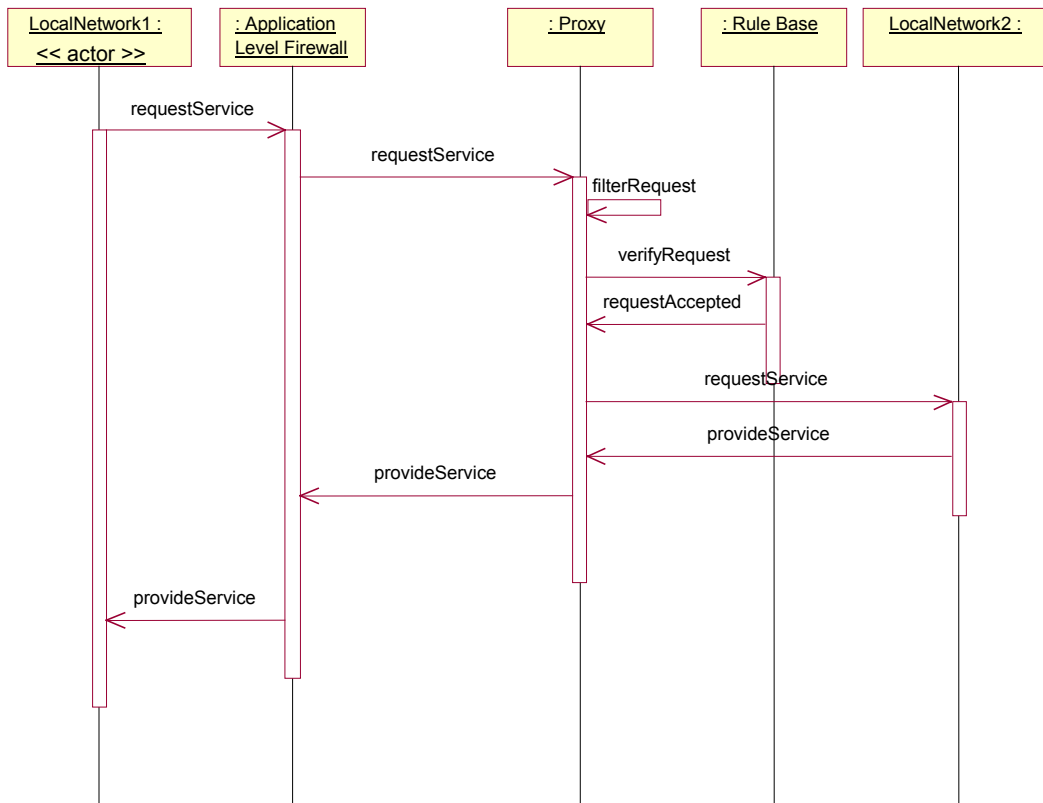 LocalNetwork1 :
<< actor >>
: Application
Level Firewall
: Proxy
: Rule Base
LocalNetwork2 :
requestService
requestService
filterRequest
verifyRequest
requestAccepted
requestService
provideService
provideService
provideService